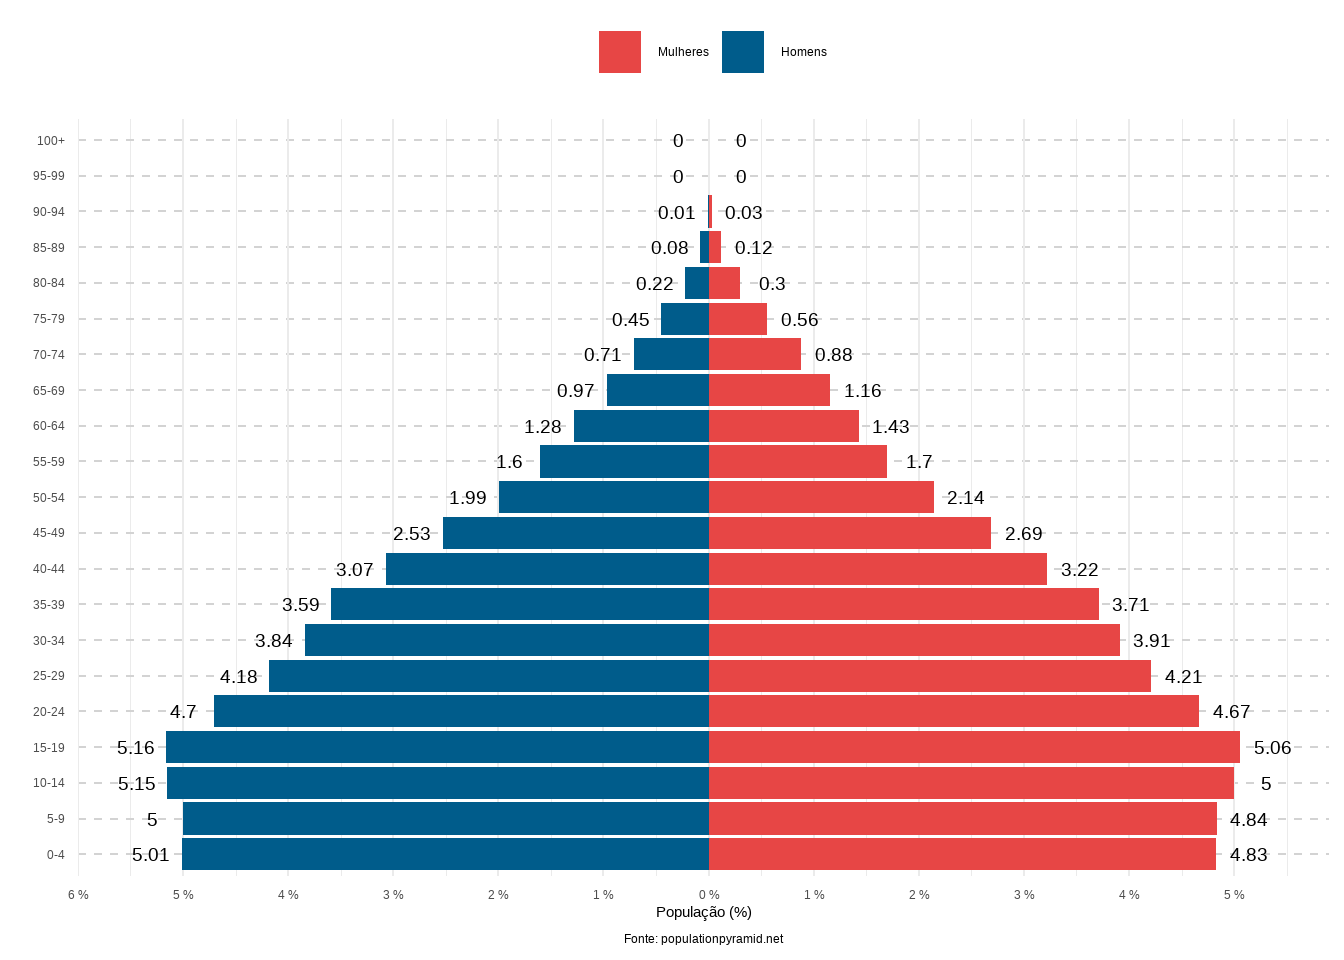 Mulheres Homens
100+ 0 0
95-99 0 0
90-94 0.01 0.03
85-89 0.08 0.12
80-84 0.22 0.3
75-79 0.45 0.56
70-74 0.71 0.88
65-69 0.97 1.16
60-64 1.28 1.43
55-59 1.6 1.7
50-54 1.99 2.14
45-49 2.53 2.69
40-44 3.07 3.22
35-39 3.59 3.71
30-34 3.84 3.91
25-29 4.18 4.21
20-24 4.7 4.67
15-19 5.16 5.06
10-14 5.15 5
5-9 5 4.84
0-4 5.01 4.83
6 % 5 % 4 % 3 % 2 % 1 % 0 % 1 % 2 % 3 % 4 % 5 %
População (%)
Fonte: populationpyramid.net